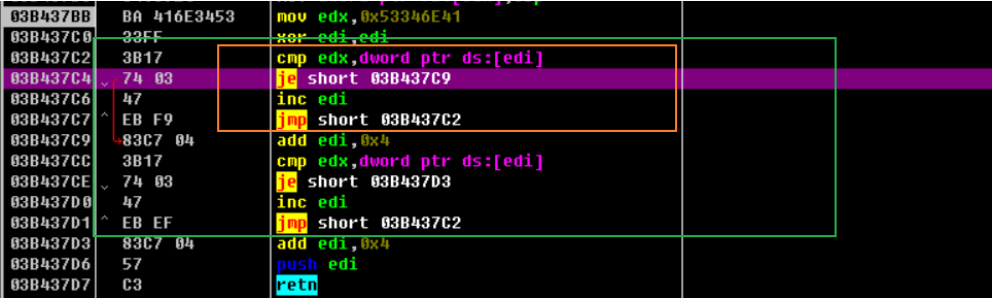 03B437BB BA 416E3453 mov edx,0x53346E41
03B437C0 33FF xor edi,edi
03B437C2 3B17 cmp edx,dword ptr ds:[edi]
03B437C4 74 03 je short 03B437C9
03B437C6 47 inc edi
03B437C7 ^ EB F9 jmp short 03B437C2
03B437C9 83C7 04 add edi,0x4
03B437CC 3B17 cmp edx,dword ptr ds:[edi]
03B437CE 74 03 je short 03B437D3
03B437D0 47 inc edi
03B437D1 ^ EB EF jmp short 03B437C2
03B437D3 83C7 04 add edi,0x4
03B437D6 57 push edi
03B437D7 C3 retn